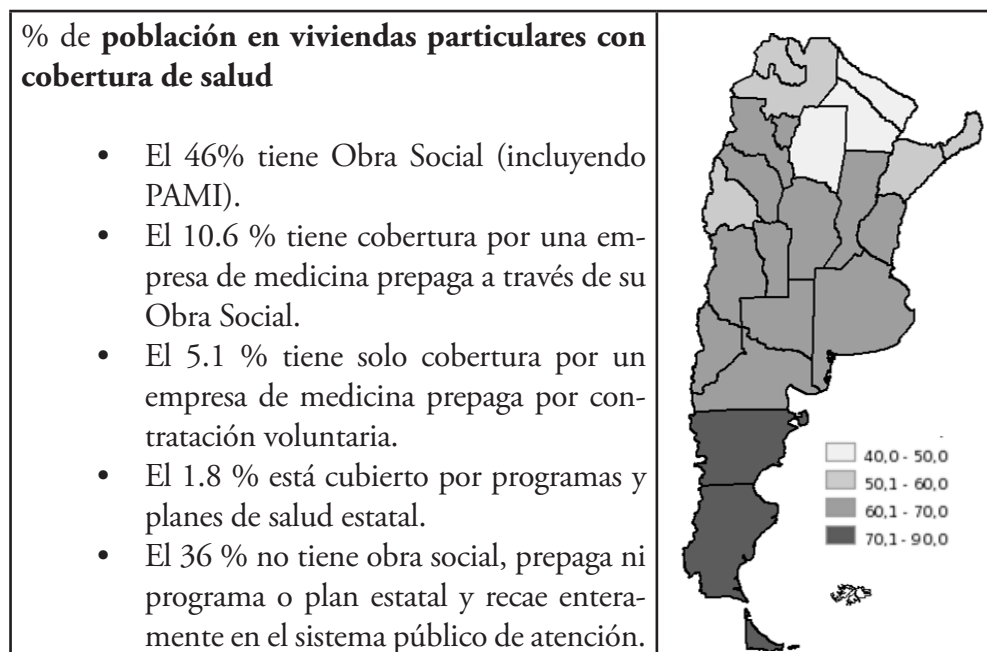 % de población en viviendas particulares con
cobertura de salud
• El 46% tiene Obra Social (incluyendo
PAMI).
• El 10.6 % tiene cobertura por una em-
presa de medicina prepaga a través de su
Obra Social.
• El 5.1 % tiene solo cobertura por un
empresa de medicina prepaga por con-
tratación voluntaria.
• El 1.8 % está cubierto por programas y
planes de salud estatal.
• El 36 % no tiene obra social, prepaga ni
programa o plan estatal y recae entera-
mente en el sistema público de atención.
40,0 - 50,0
50,1 - 60,0
60,1 - 70,0
70,1 - 90,0